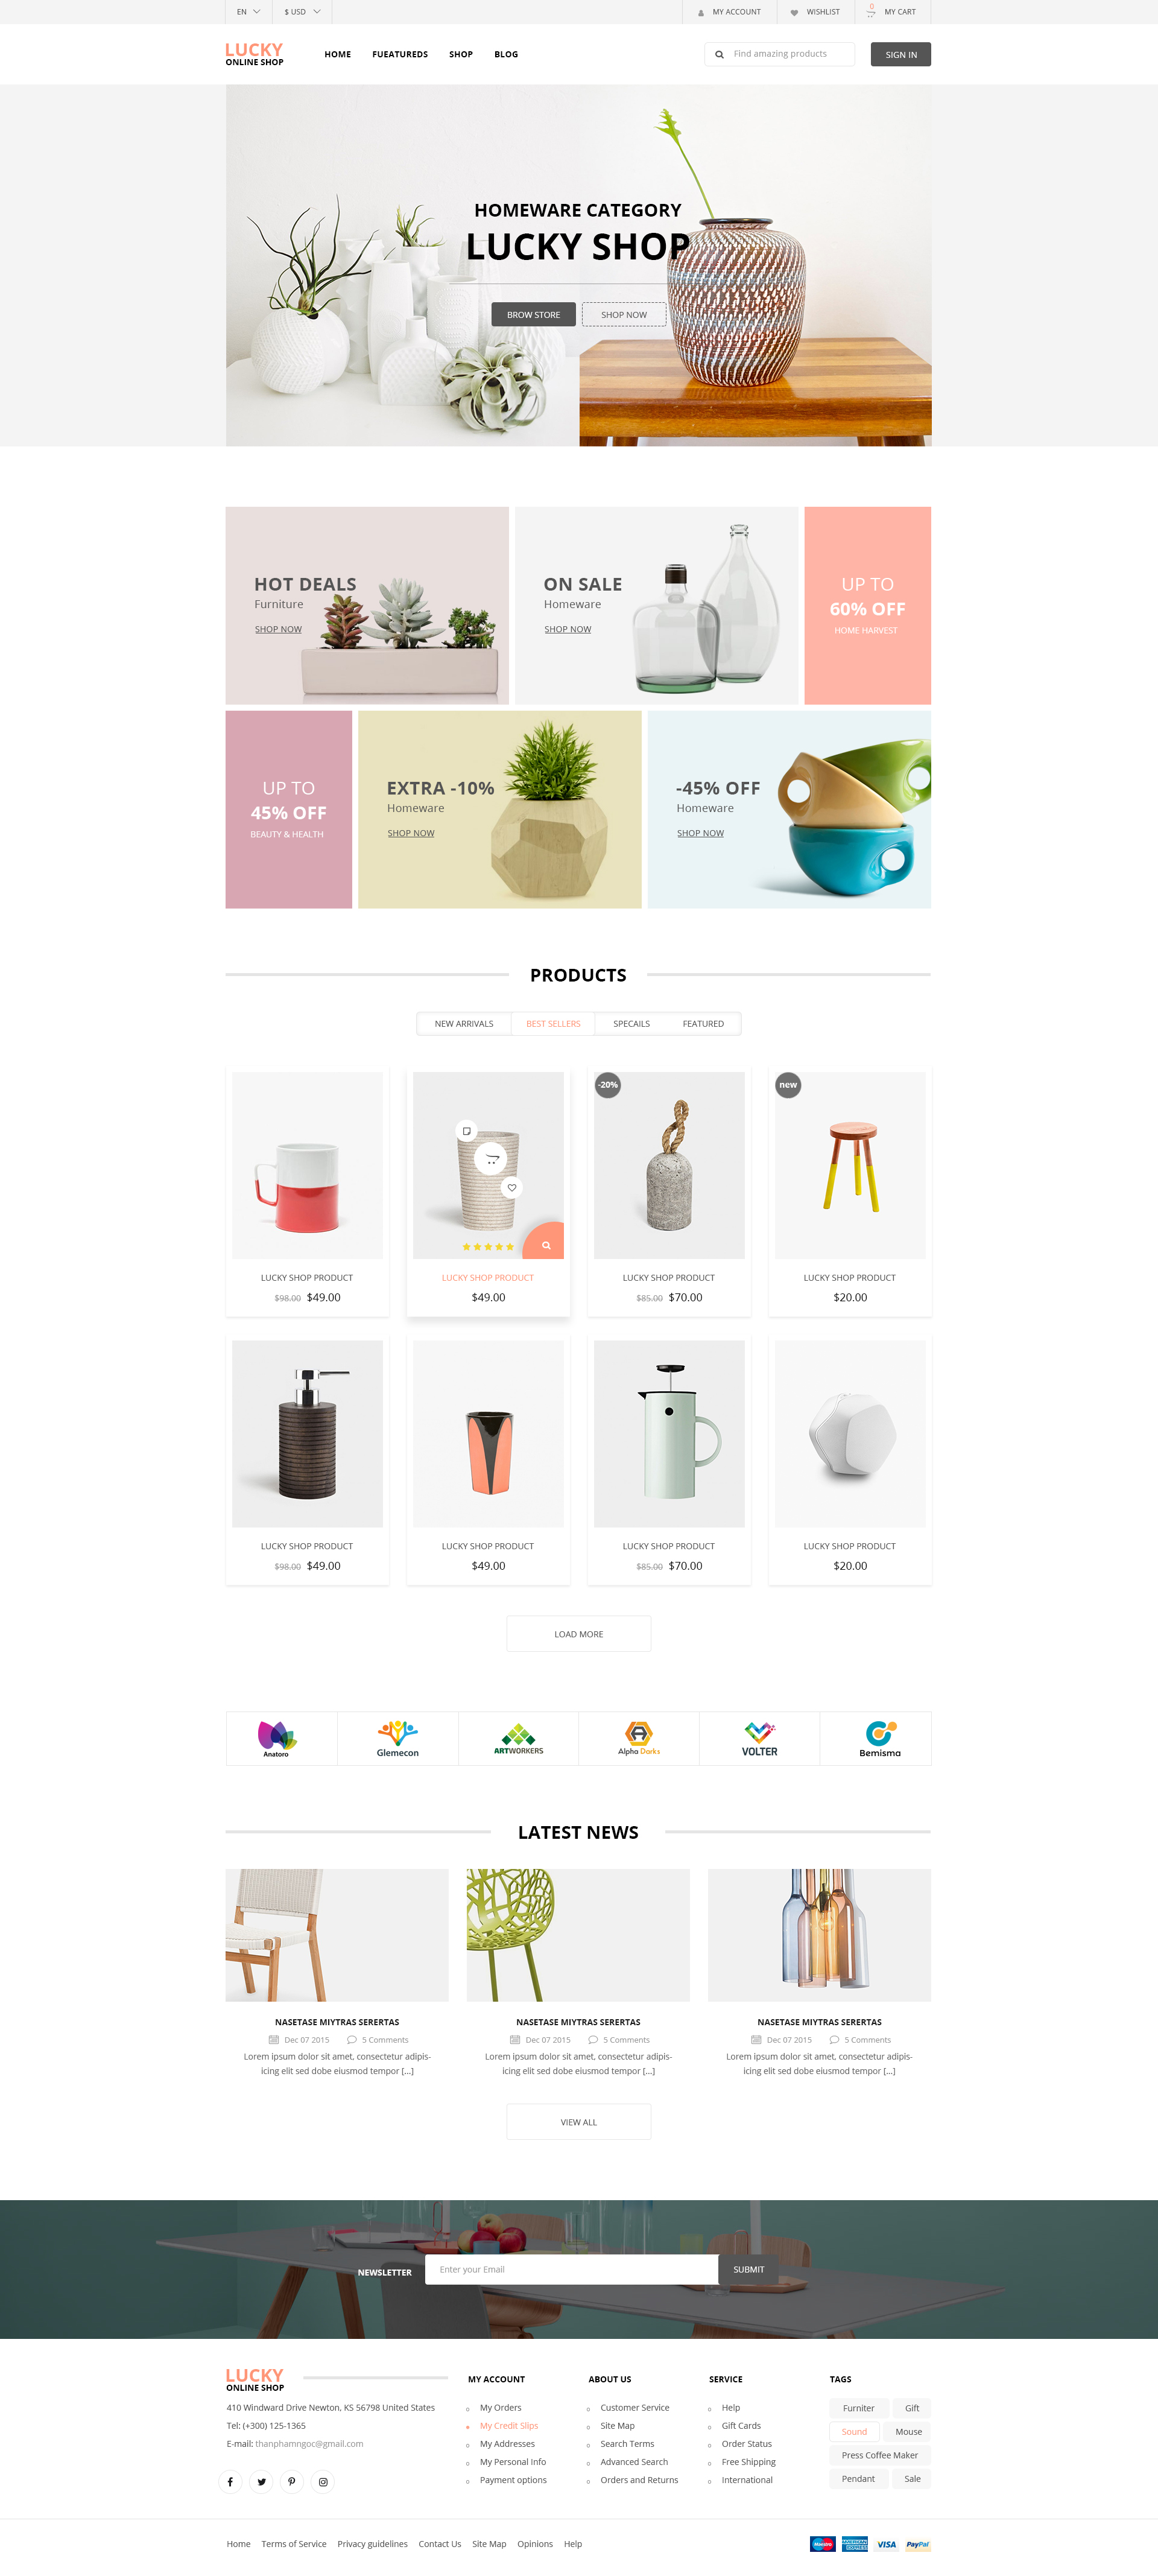 EN $ USD MY ACCOUNT WISHLIST 0 MY CART
LUCKY
ONLINE SHOP
HOME FUEATUREDS SHOP BLOG
Find amazing products
SIGN IN
HOMEWARE CATEGORY
LUCKY SHOP
BROW STORE SHOP NOW
HOT DEALS
Furniture
SHOP NOW
ON SALE
Homeware
SHOP NOW
UP TO
60% OFF
HOME HARVEST
UP TO
45% OFF
BEAUTY & HEALTH
EXTRA -10%
Homeware
SHOP NOW
-45% OFF
Homeware
SHOP NOW
PRODUCTS
NEW ARRIVALS BEST SELLERS SPECAILS FEATURED
-20%
new
LUCKY SHOP PRODUCT
$98.00 $49.00
LUCKY SHOP PRODUCT
$49.00
LUCKY SHOP PRODUCT
$85.00 $70.00
LUCKY SHOP PRODUCT
$20.00
LUCKY SHOP PRODUCT
$98.00 $49.00
LUCKY SHOP PRODUCT
$49.00
LUCKY SHOP PRODUCT
$85.00 $70.00
LUCKY SHOP PRODUCT
$20.00
LOAD MORE
Anatoro
Glemecon
ARTWORKERS
Alpha Darks
VOLTER
Bemisma
LATEST NEWS
NASETASE MIYTRAS SERERTAS
Dec 07 2015 5 Comments
Lorem ipsum dolor sit amet, consectetur adipis-
icing elit sed dobe eiusmod tempor [...]
NASETASE MIYTRAS SERERTAS
Dec 07 2015 5 Comments
Lorem ipsum dolor sit amet, consectetur adipis-
icing elit sed dobe eiusmod tempor [...]
NASETASE MIYTRAS SERERTAS
Dec 07 2015 5 Comments
Lorem ipsum dolor sit amet, consectetur adipis-
icing elit sed dobe eiusmod tempor [...]
VIEW ALL
NEWSLETTER
Enter your Email
SUBMIT
LUCKY
ONLINE SHOP
410 Windward Drive Newton, KS 56798 United States
Tel: (+300) 125-1365
E-mail: thanphamngoc@gmail.com
MY ACCOUNT
My Orders
My Credit Slips
My Addresses
My Personal Info
Payment options
ABOUT US
Customer Service
Site Map
Search Terms
Advanced Search
Orders and Returns
SERVICE
Help
Gift Cards
Order Status
Free Shipping
International
TAGS
Furniter Gift
Sound Mouse
Press Coffee Maker
Pendant Sale
Home Terms of Service Privacy guidelines Contact Us Site Map Opinions Help
Maestro
AMERICAN EXPRESS
VISA
PayPal